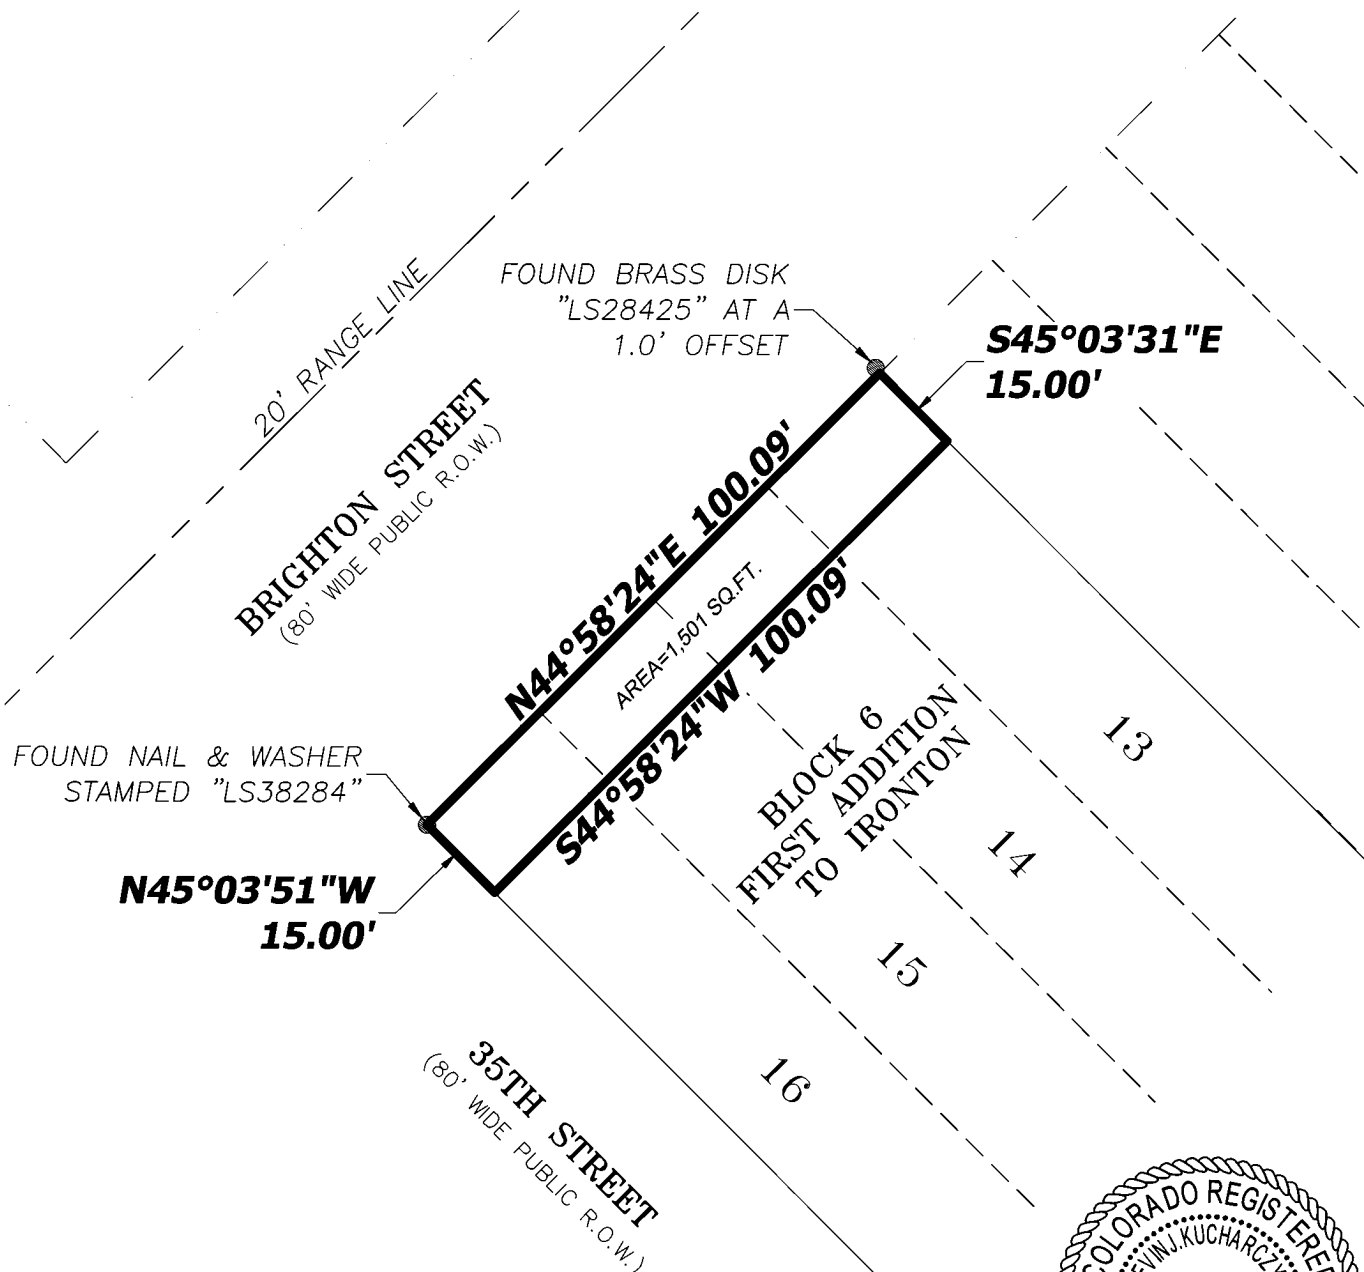 FOUND BRASS DISK
"LS28425" AT A
1.0' OFFSET
S45°03'31"E
15.00'
20' RANGE LINE
BRIGHTON STREET
(80' WIDE PUBLIC R.O.W.)
N44°58'24"E 100.09'
AREA=1,501 SQ.FT.
S44°58'24"W 100.09'
FOUND NAIL & WASHER
STAMPED "LS38284"
N45°03'51"W
15.00'
BLOCK 6
FIRST ADDITION
TO IRONTON
13
14
15
16
35TH STREET
(80' WIDE PUBLIC R.O.W.)
COLORADO REGISTERED